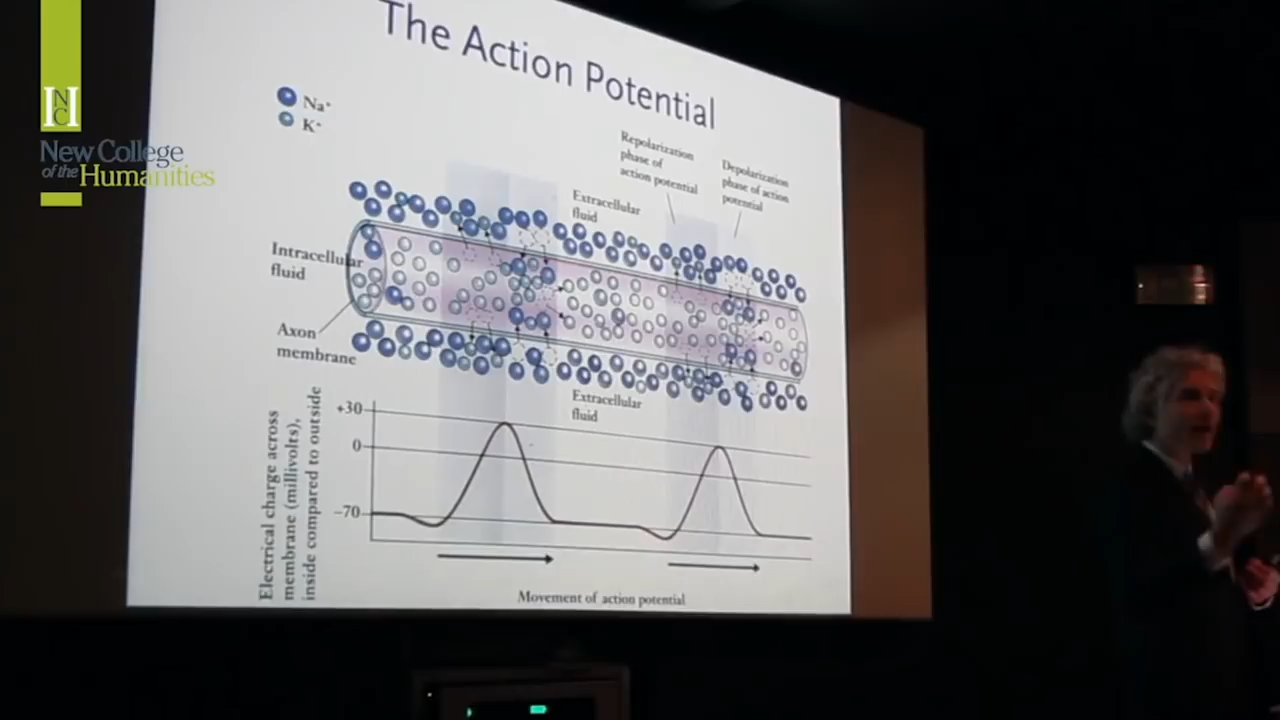 The Action Potential
Na⁺
K⁺
Repolarization
phase of
action potential
Depolarization
phase of action
potential
Extracellular
fluid
Intracellular
fluid
Axon
membrane
Extracellular
fluid
Electrical charge across
membrane (millivolts),
inside compared to outside
+30
0
-70
Movement of action potential
NCH
New College
of the Humanities